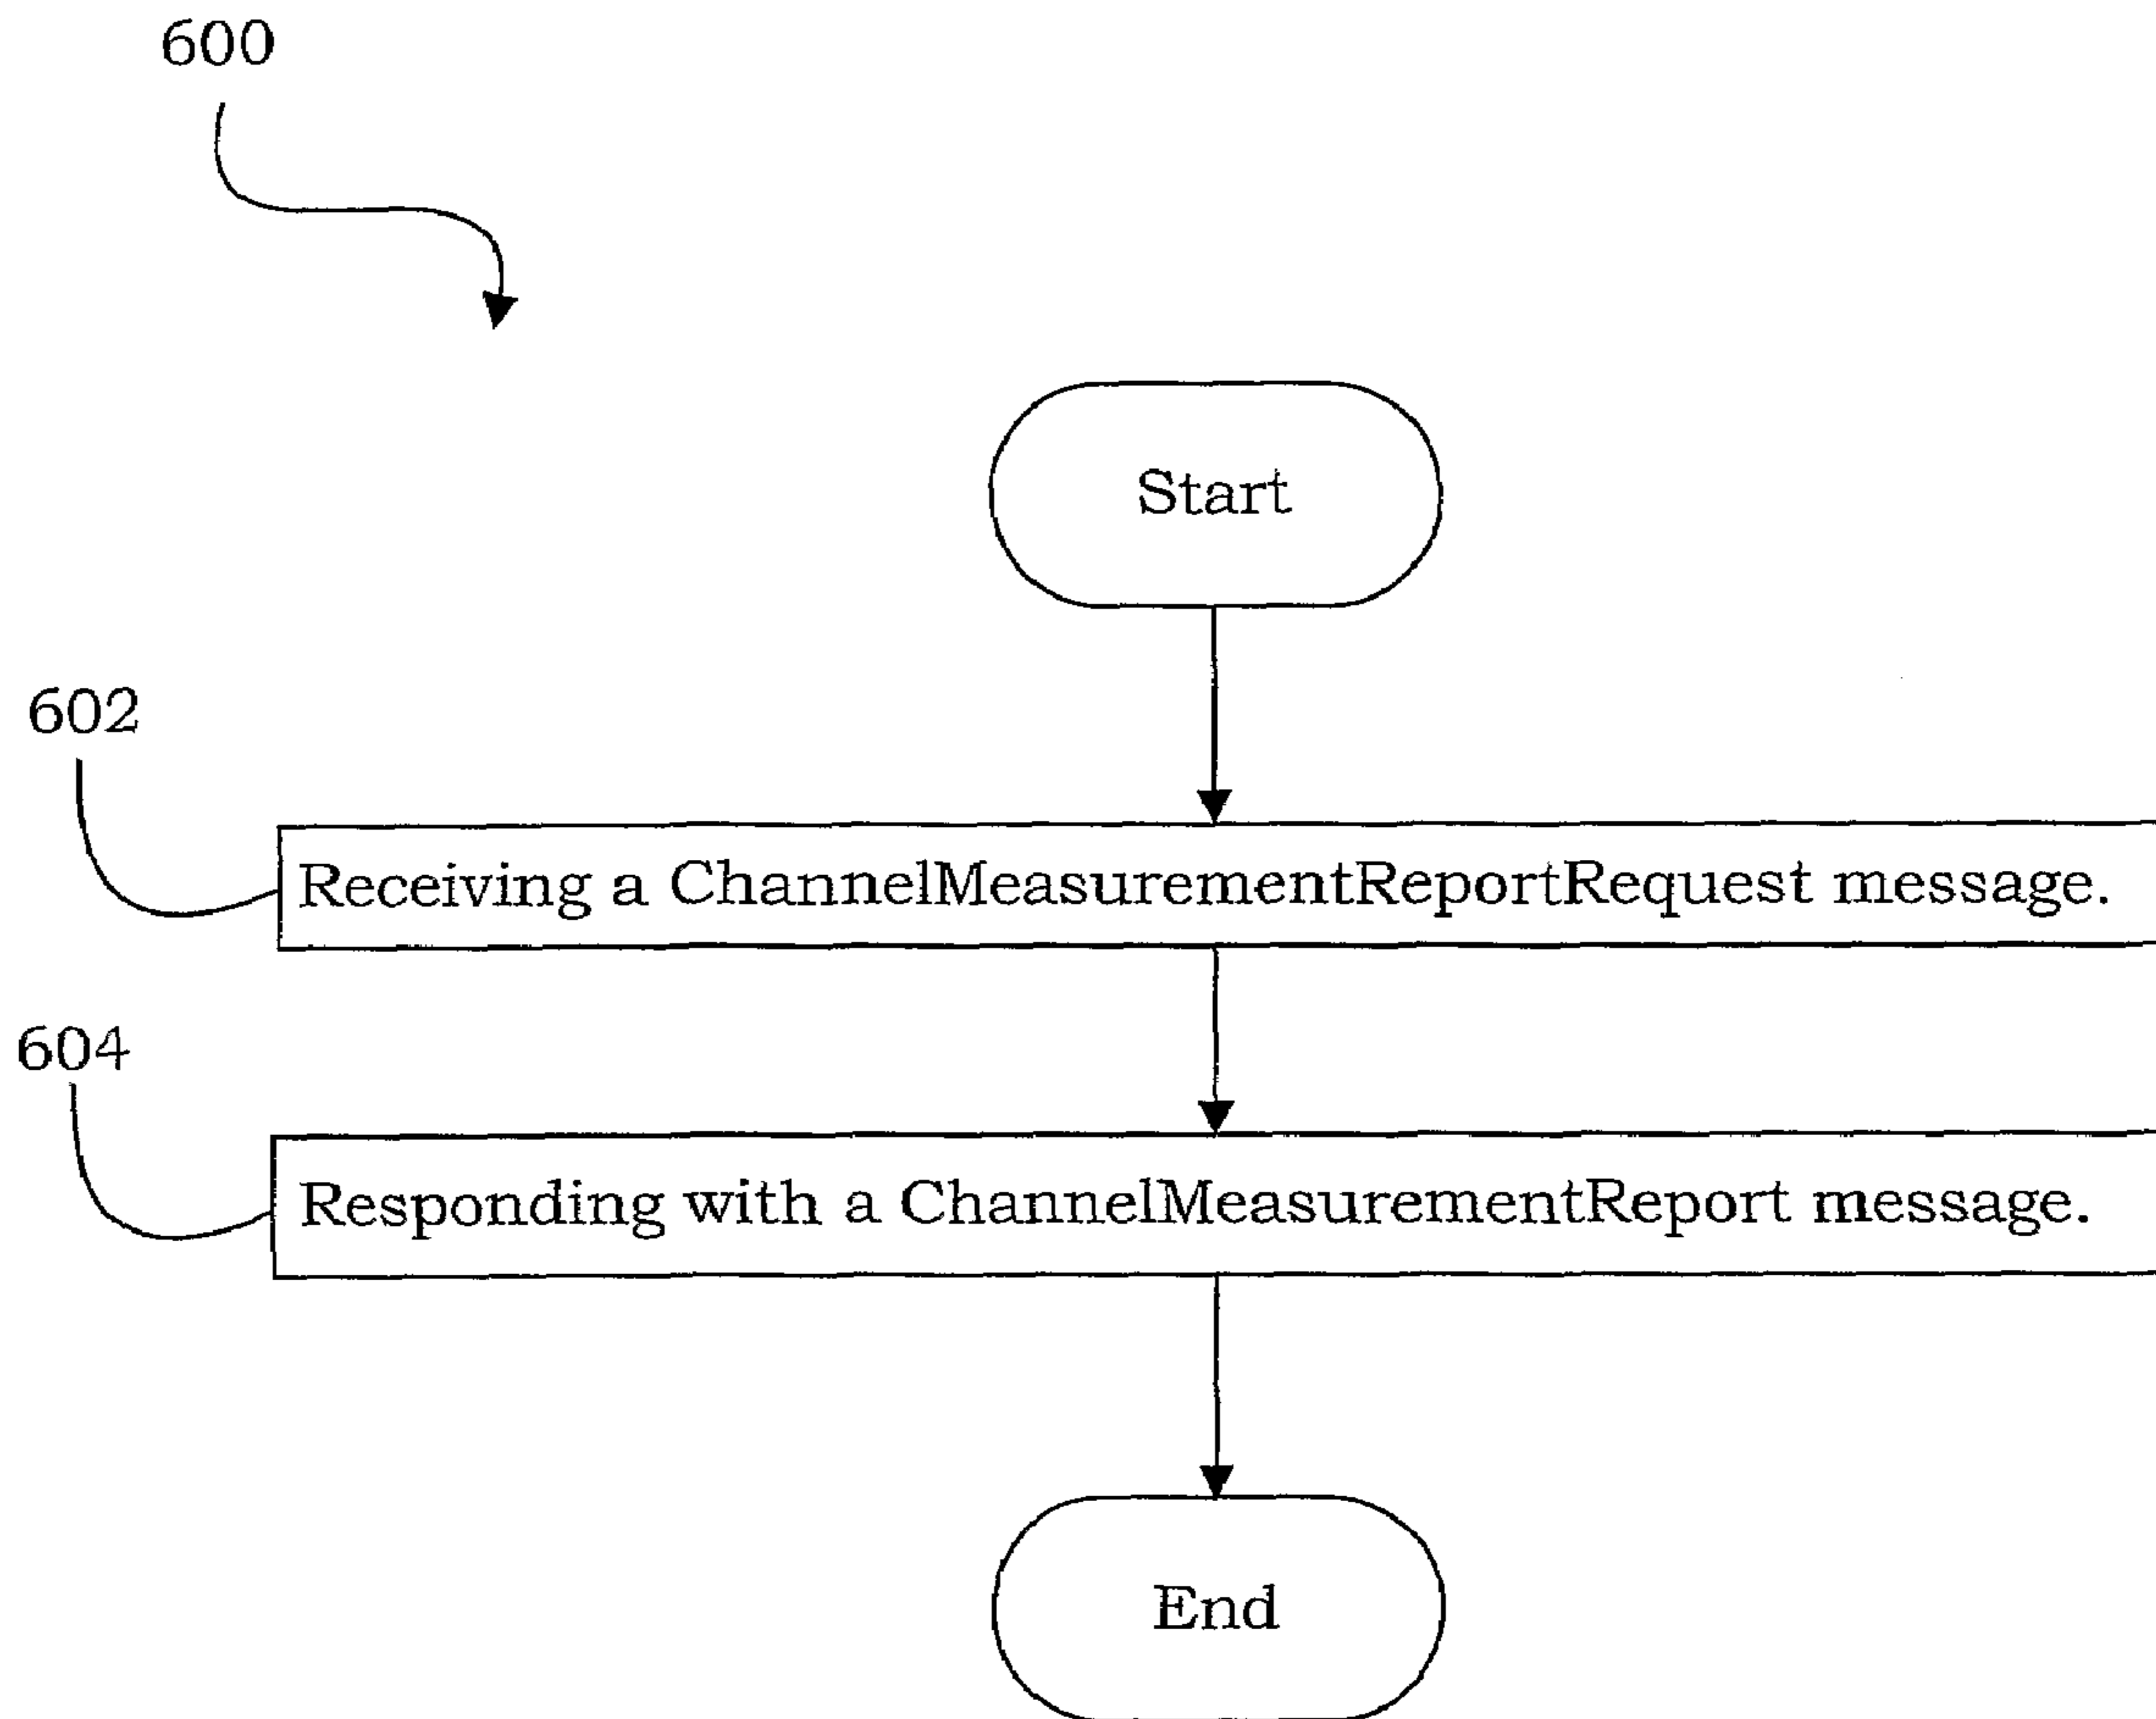 600
Start
602
Receiving a ChannelMeasurementReportRequest message.
604
Responding with a ChannelMeasurementReport message.
End